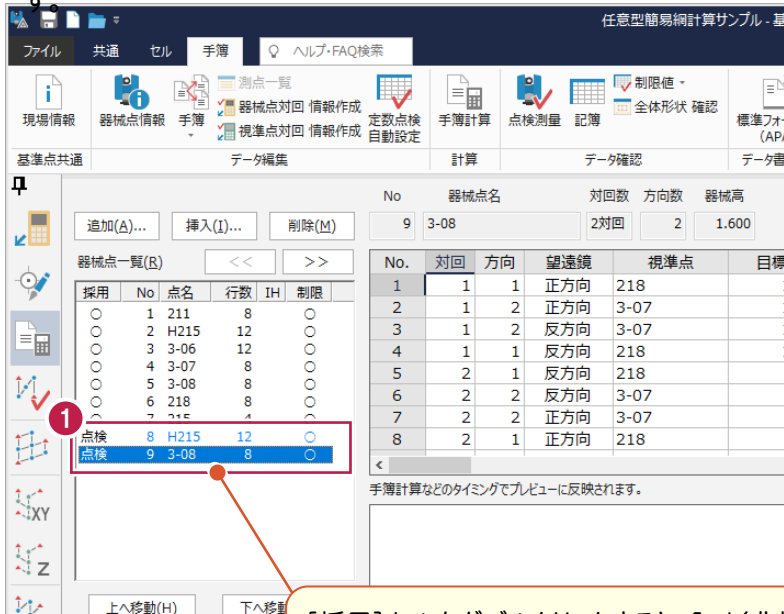 す。
任意型簡易網計算サンプル - 基
ファイル 共通 セル 手簿 ヘルプ・FAQ検索
現場情報 器械点情報 手簿 測点一覧
器械点対回 情報作成
視準点対回 情報作成
定数点検
自動設定
手簿計算 点検測量 記簿 制限値
全体形状 確認
標準フォー
(APA
基準点共通 データ編集 計算 データ確認 データ書
No 器械点名 対回数 方向数 器械高
追加(A)... 挿入(I)... 削除(M) 9 3-08 2対回 2 1.600
器械点一覧(R) << >>
採用 No 点名 行数 IH 制限
○ 1 211 8 ○
○ 2 H215 12 ○
○ 3 3-06 12 ○
○ 4 3-07 8 ○
○ 5 3-08 8 ○
○ 6 218 8 ○
○ 7 215 4 ○
1
点検 8 H215 12 ○
点検 9 3-08 8 ○
No. 対回 方向 望遠鏡 視準点 目標
1 1 1 正方向 218
2 1 2 正方向 3-07
3 1 2 反方向 3-07
4 1 1 反方向 218
5 2 1 反方向 218
6 2 2 反方向 3-07
7 2 2 正方向 3-07
8 2 1 正方向 218
<
手簿計算などのタイミングでプレビューに反映されます。
XY
Z
上へ移動(H) 下へ移動